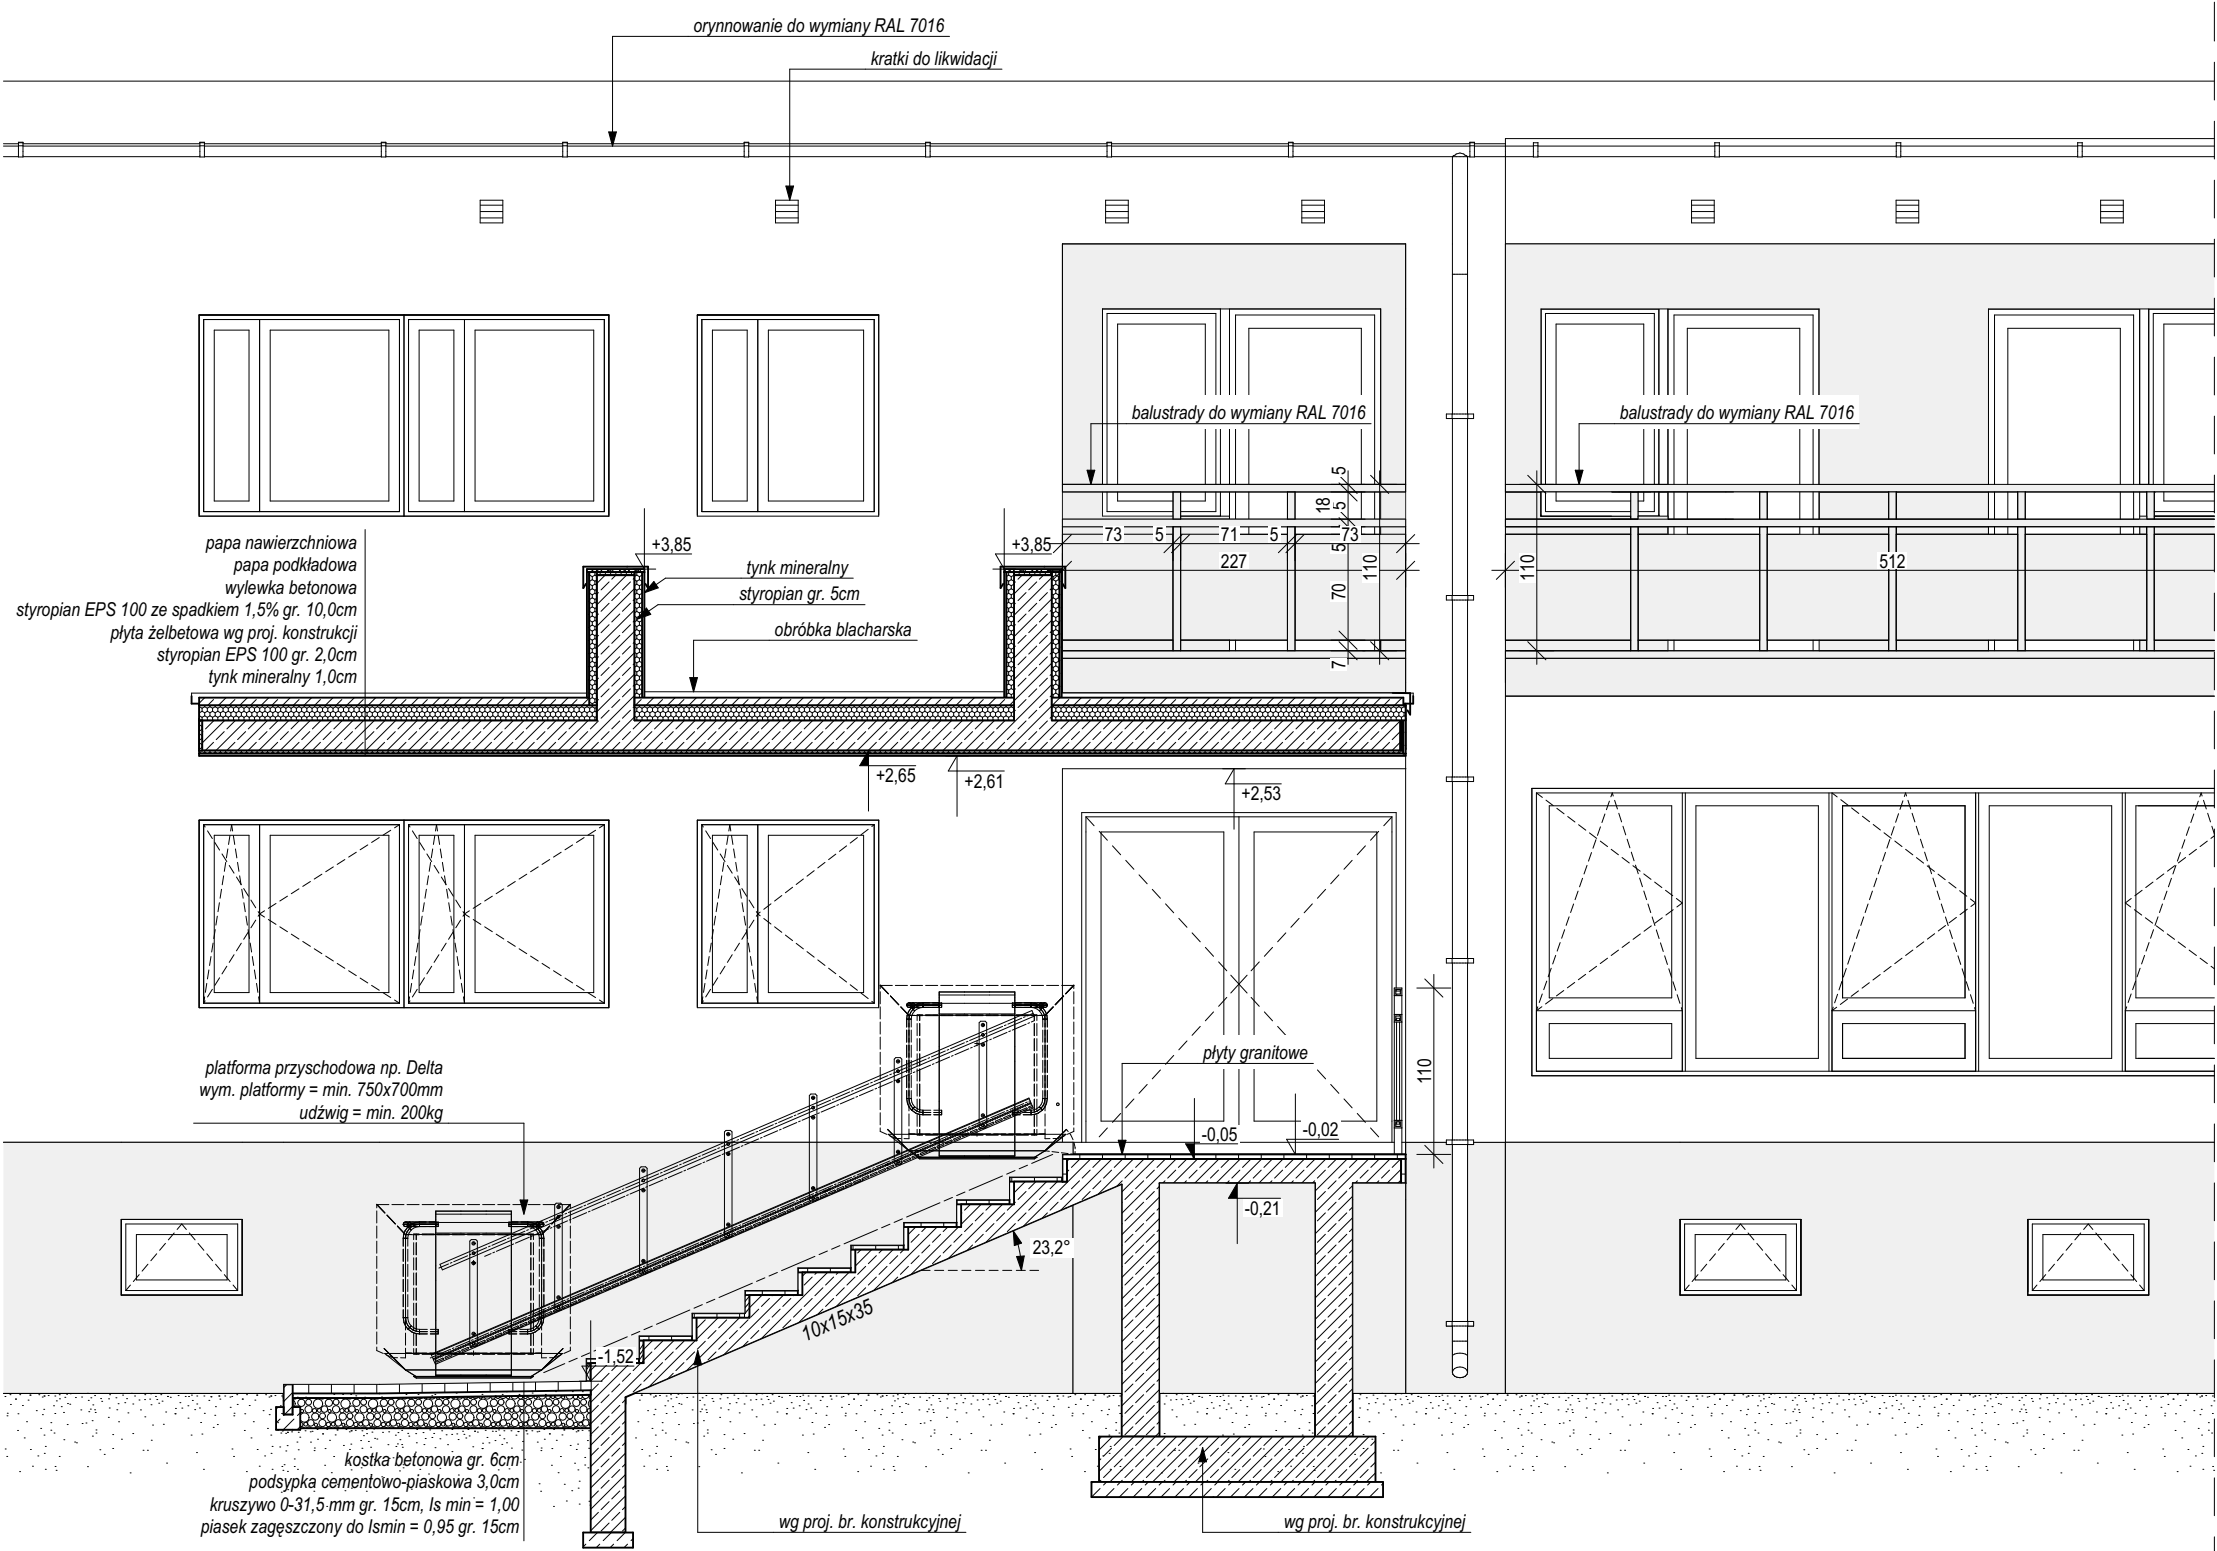 orynnowanie do wymiany RAL 7016
kratki do likwidacji
balustrady do wymiany RAL 7016
balustrady do wymiany RAL 7016
5
18
5
73
5
71
5
73
5
227
110
70
7
110
512
papa nawierzchniowa
papa podkładowa
wylewka betonowa
styropian EPS 100 ze spadkiem 1,5% gr. 10,0cm
płyta żelbetowa wg proj. konstrukcji
styropian EPS 100 gr. 2,0cm
tynk mineralny 1,0cm
+3,85
+3,85
tynk mineralny
styropian gr. 5cm
obróbka blacharska
+2,65
+2,61
+2,53
platforma przyschodowa np. Delta
wym. platformy = min. 750x700mm
udźwig = min. 200kg
płyty granitowe
110
-0,05
-0,02
-0,21
23,2°
10x15x35
-1,52
kostka betonowa gr. 6cm
podsypka cementowo-piaskowa 3,0cm
kruszywo 0-31,5 mm gr. 15cm, Is min = 1,00
piasek zagęszczony do Ismin = 0,95 gr. 15cm
wg proj. br. konstrukcyjnej
wg proj. br. konstrukcyjnej